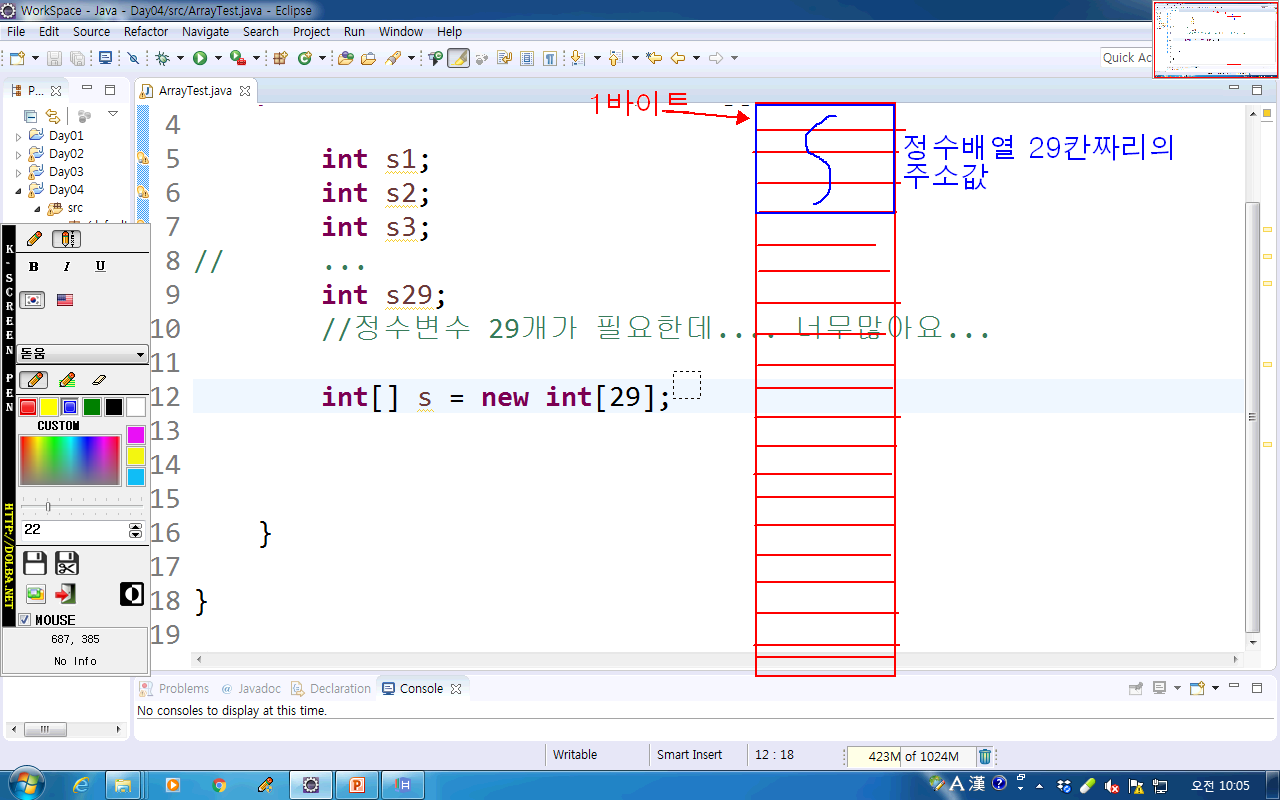 WorkSpace - Java - Day04/src/ArrayTest.java - Eclipse
File Edit Source Refactor Navigate Search Project Run Window Help
Quick Ac
P...
ArrayTest.java
Day01
Day02
Day03
Day04
src
4
5 int s1;
6 int s2;
7 int s3;
8 // ...
9 int s29;
10 //정수변수 29개가 필요한데.... 너무많아요...
11
12 int[] s = new int[29];
13
14
15
16 }
17
18 }
19
1바이트
S
정수배열 29칸짜리의
주소값
K-SCREEN PEN
HTTP://DOLBA.NET
B I U
돋움
CUSTOM
22
MOUSE
687, 385
No Info
Problems @ Javadoc Declaration Console
No consoles to display at this time.
Writable Smart Insert 12 : 18 423M of 1024M
A 漢
오전 10:05